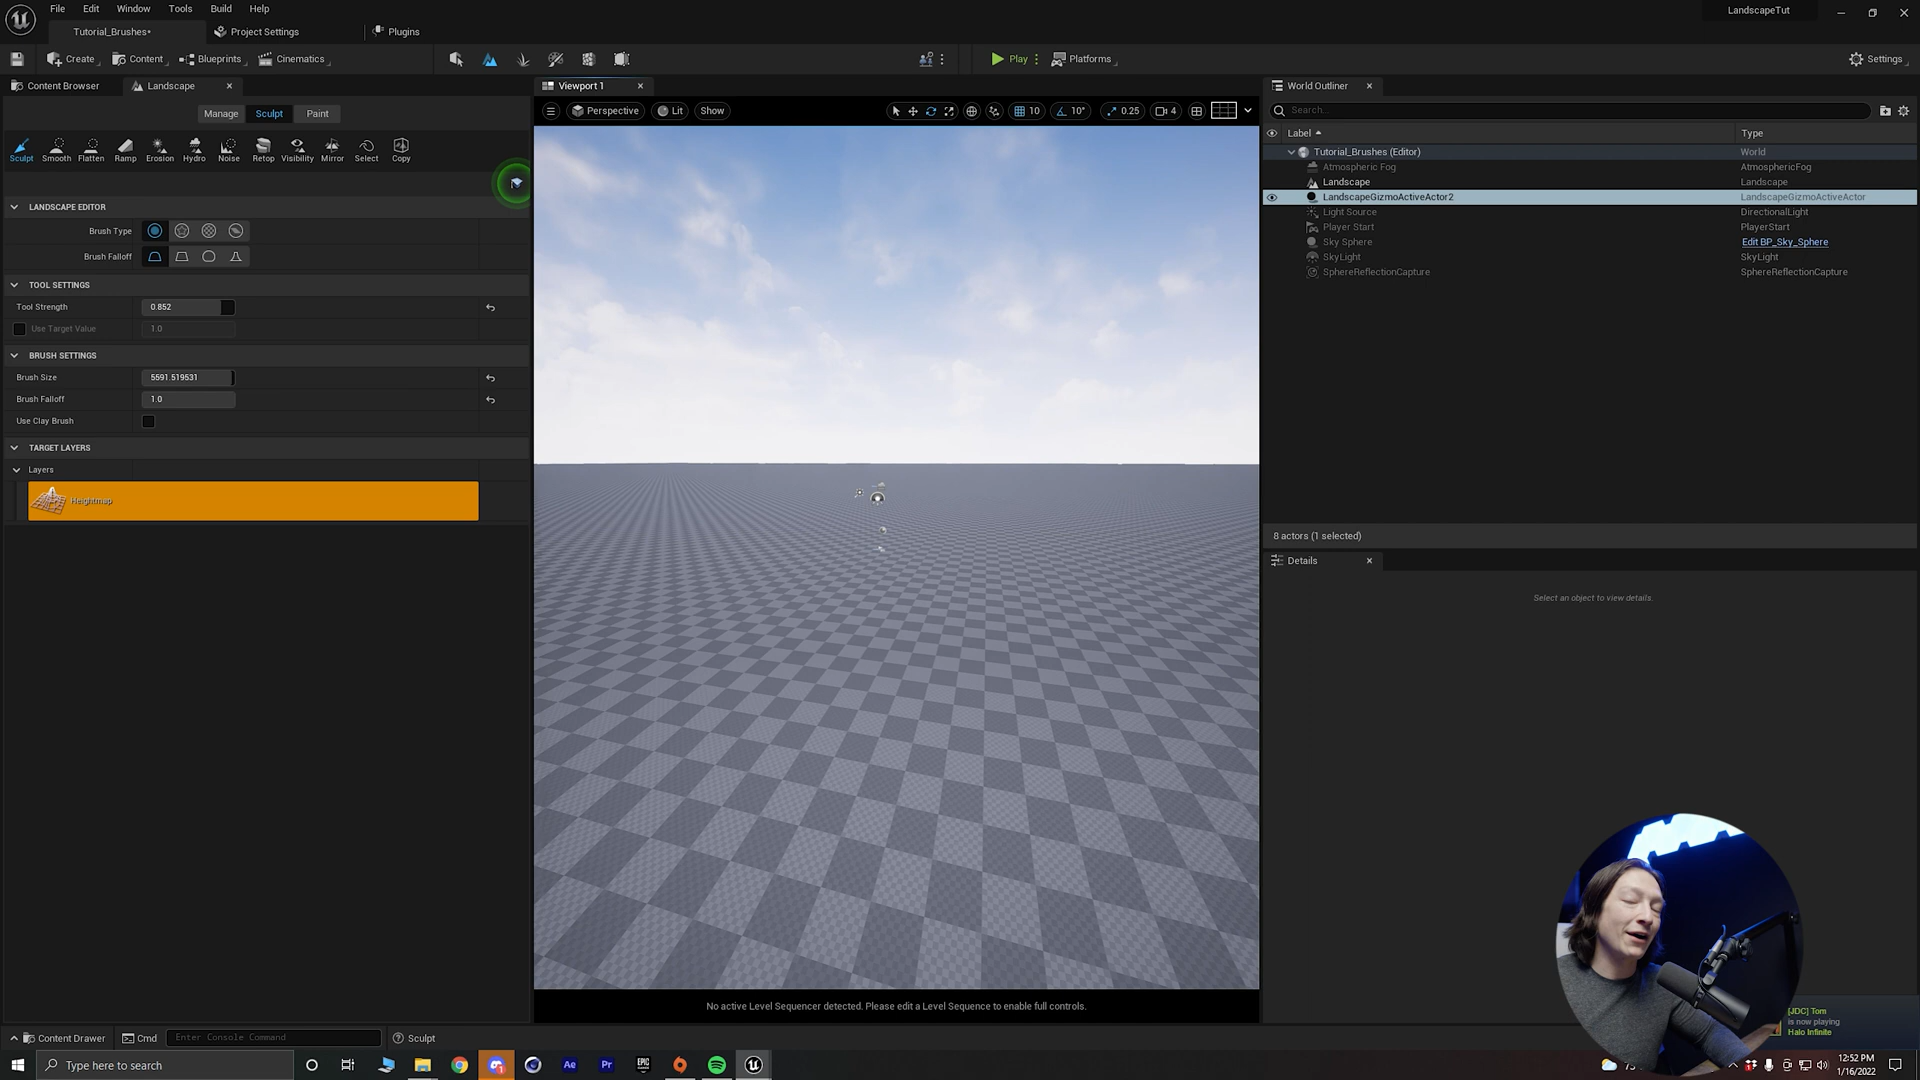 File Edit Window Tools Build Help
LandscapeTut
Tutorial_Brushes•
Project Settings
Plugins
Create
Content
Blueprints
Cinematics
Play
Platforms
Settings
Content Browser
Landscape
Manage
Sculpt
Paint
Sculpt Smooth Flatten Ramp Erosion Hydro Noise Retop Visibility Mirror Select Copy
LANDSCAPE EDITOR
Brush Type
Brush Falloff
TOOL SETTINGS
Tool Strength 0.852
Use Target Value 1.0
BRUSH SETTINGS
Brush Size 5591.519531
Brush Falloff 1.0
Use Clay Brush
TARGET LAYERS
Layers
Heightmap
Viewport 1
Perspective
Lit
Show
10
10°
0.25
4
No active Level Sequencer detected. Please edit a Level Sequence to enable full controls.
World Outliner
Search...
Label Type
Tutorial_Brushes (Editor) World
Atmospheric Fog AtmosphericFog
Landscape Landscape
LandscapeGizmoActiveActor2 LandscapeGizmoActiveActor
Light Source DirectionalLight
Player Start PlayerStart
Sky Sphere Edit BP_Sky_Sphere
SkyLight SkyLight
SphereReflectionCapture SphereReflectionCapture
8 actors (1 selected)
Details
Select an object to view details.
[JDC] Tom
is now playing
Halo Infinite
Content Drawer
Cmd
Enter Console Command
Sculpt
Type here to search
Ae
Pr
EPIC
12:52 PM
1/16/2022